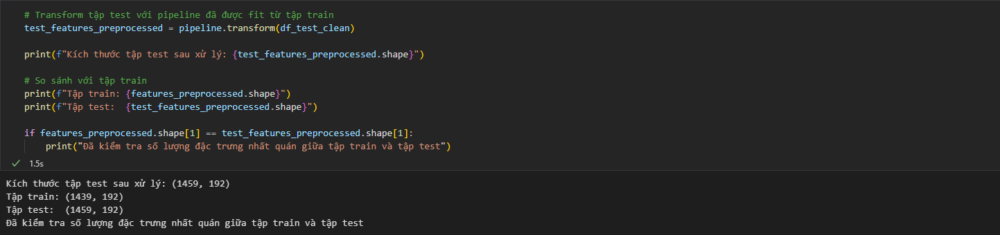 # Transform tập test với pipeline đã được fit từ tập train
test_features_preprocessed = pipeline.transform(df_test_clean)
print(f"Kích thước tập test sau xử lý: {test_features_preprocessed.shape}")
# So sánh với tập train
print(f"Tập train: {features_preprocessed.shape}")
print(f"Tập test:  {test_features_preprocessed.shape}")
if features_preprocessed.shape[1] == test_features_preprocessed.shape[1]:
    print("Đã kiểm tra số lượng đặc trưng nhất quán giữa tập train và tập test")
1.5s
Kích thước tập test sau xử lý: (1459, 192)
Tập train: (1439, 192)
Tập test:  (1459, 192)
Đã kiểm tra số lượng đặc trưng nhất quán giữa tập train và tập test